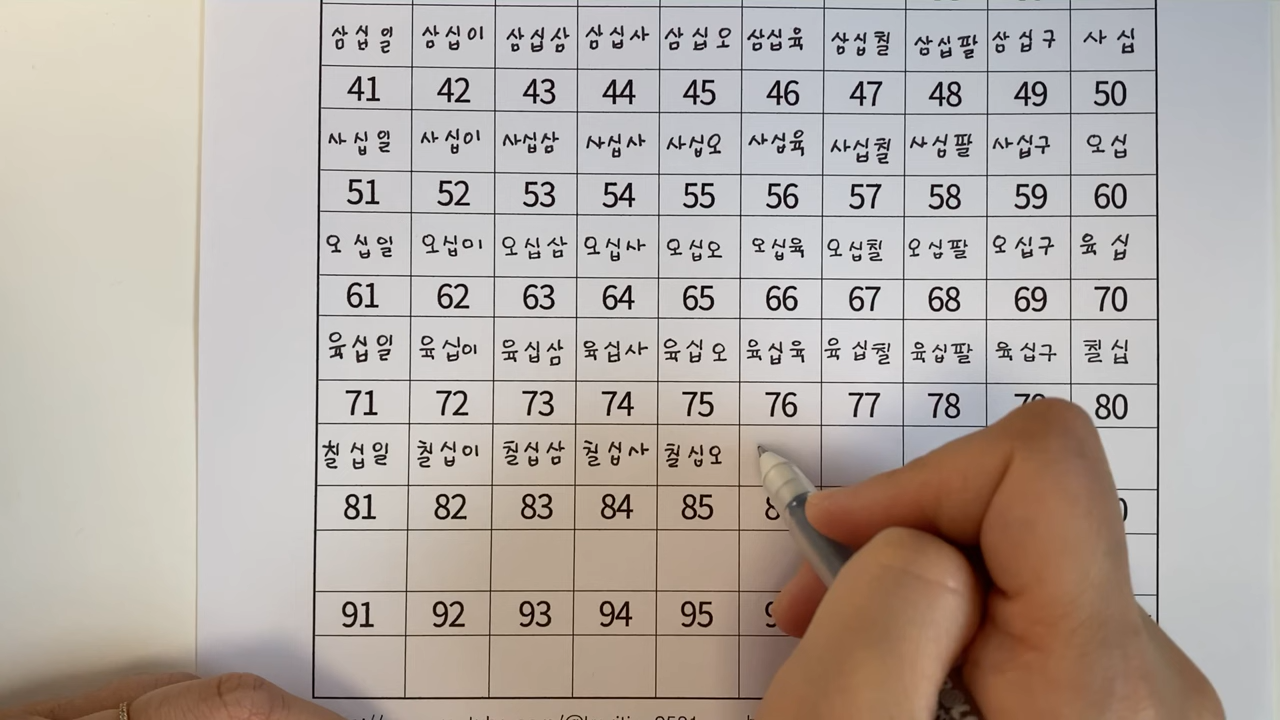 삼십일 삼십이 삼십삼 삼십사 삼십오 삼십육 삼십칠 삼십팔 삼십구 사십
41 42 43 44 45 46 47 48 49 50
사십일 사십이 사십삼 사십사 사십오 사십육 사십칠 사십팔 사십구 오십
51 52 53 54 55 56 57 58 59 60
오십일 오십이 오십삼 오십사 오십오 오십육 오십칠 오십팔 오십구 육십
61 62 63 64 65 66 67 68 69 70
육십일 육십이 육십삼 육십사 육십오 육십육 육십칠 육십팔 육십구 칠십
71 72 73 74 75 76 77 78 80
칠십일 칠십이 칠십삼 칠십사 칠십오
81 82 83 84 85
91 92 93 94 95